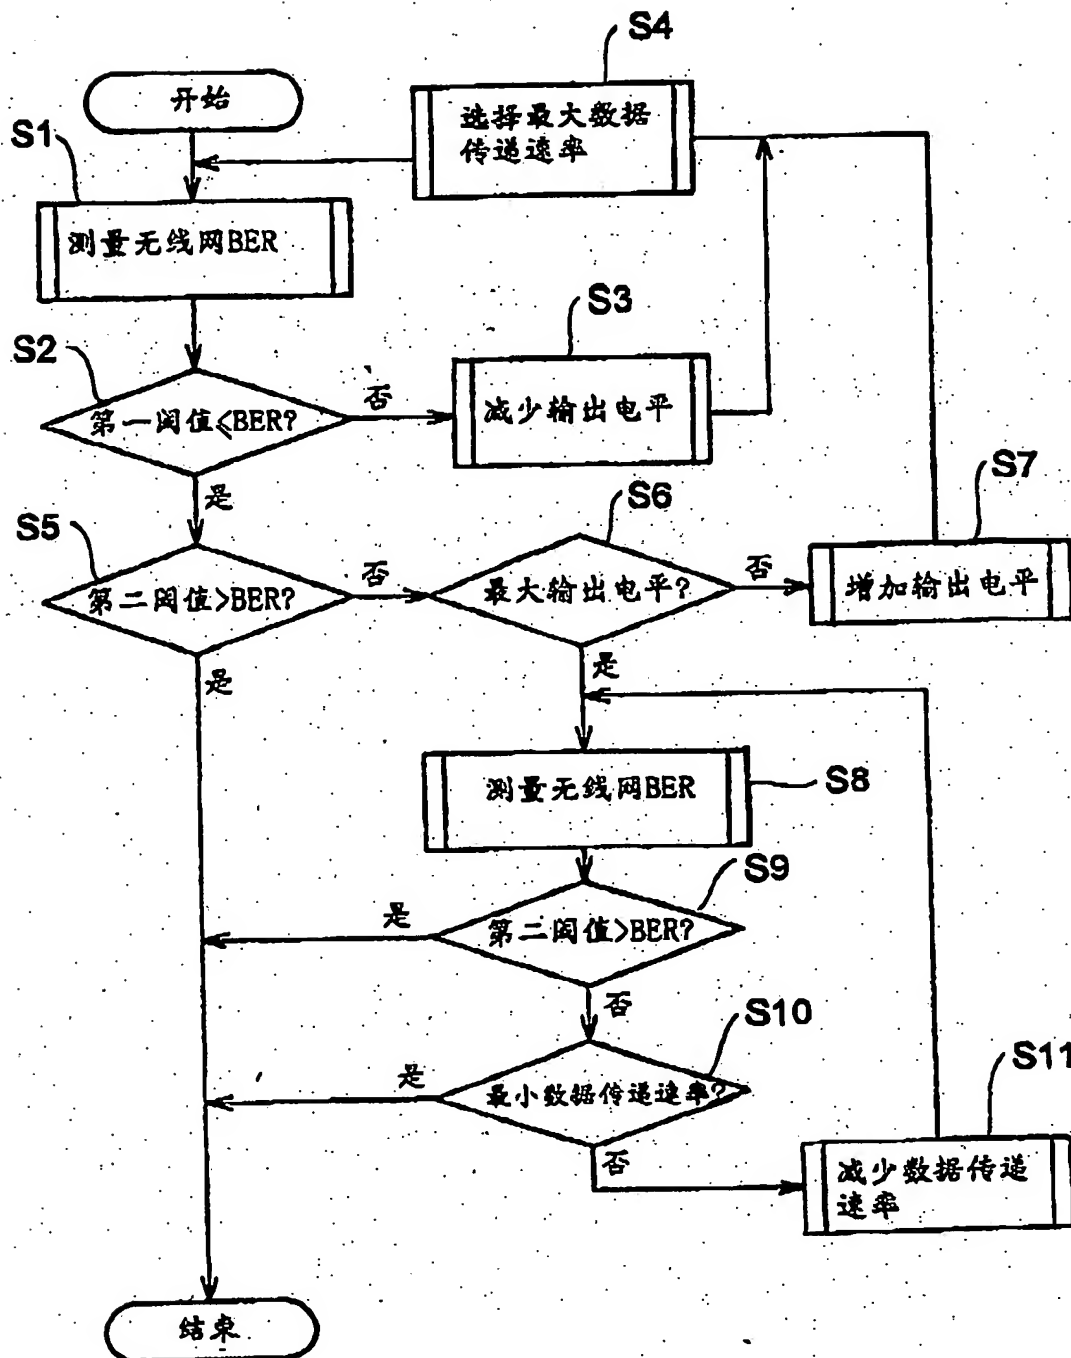 S4
开始
选择最大数据
传递速率
S1
测量无线网BER
S3
S2
否
第一阈值<BER?
减少输出电平
S7
是
S6
S5
否
否
第二阈值>BER?
最大输出电平?
增加输出电平
是
是
测量无线网BER
S8
S9
是
第二阈值>BER?
否
S10
是
S11
最小数据传递速率?
否
减少数据传递
速率
结束